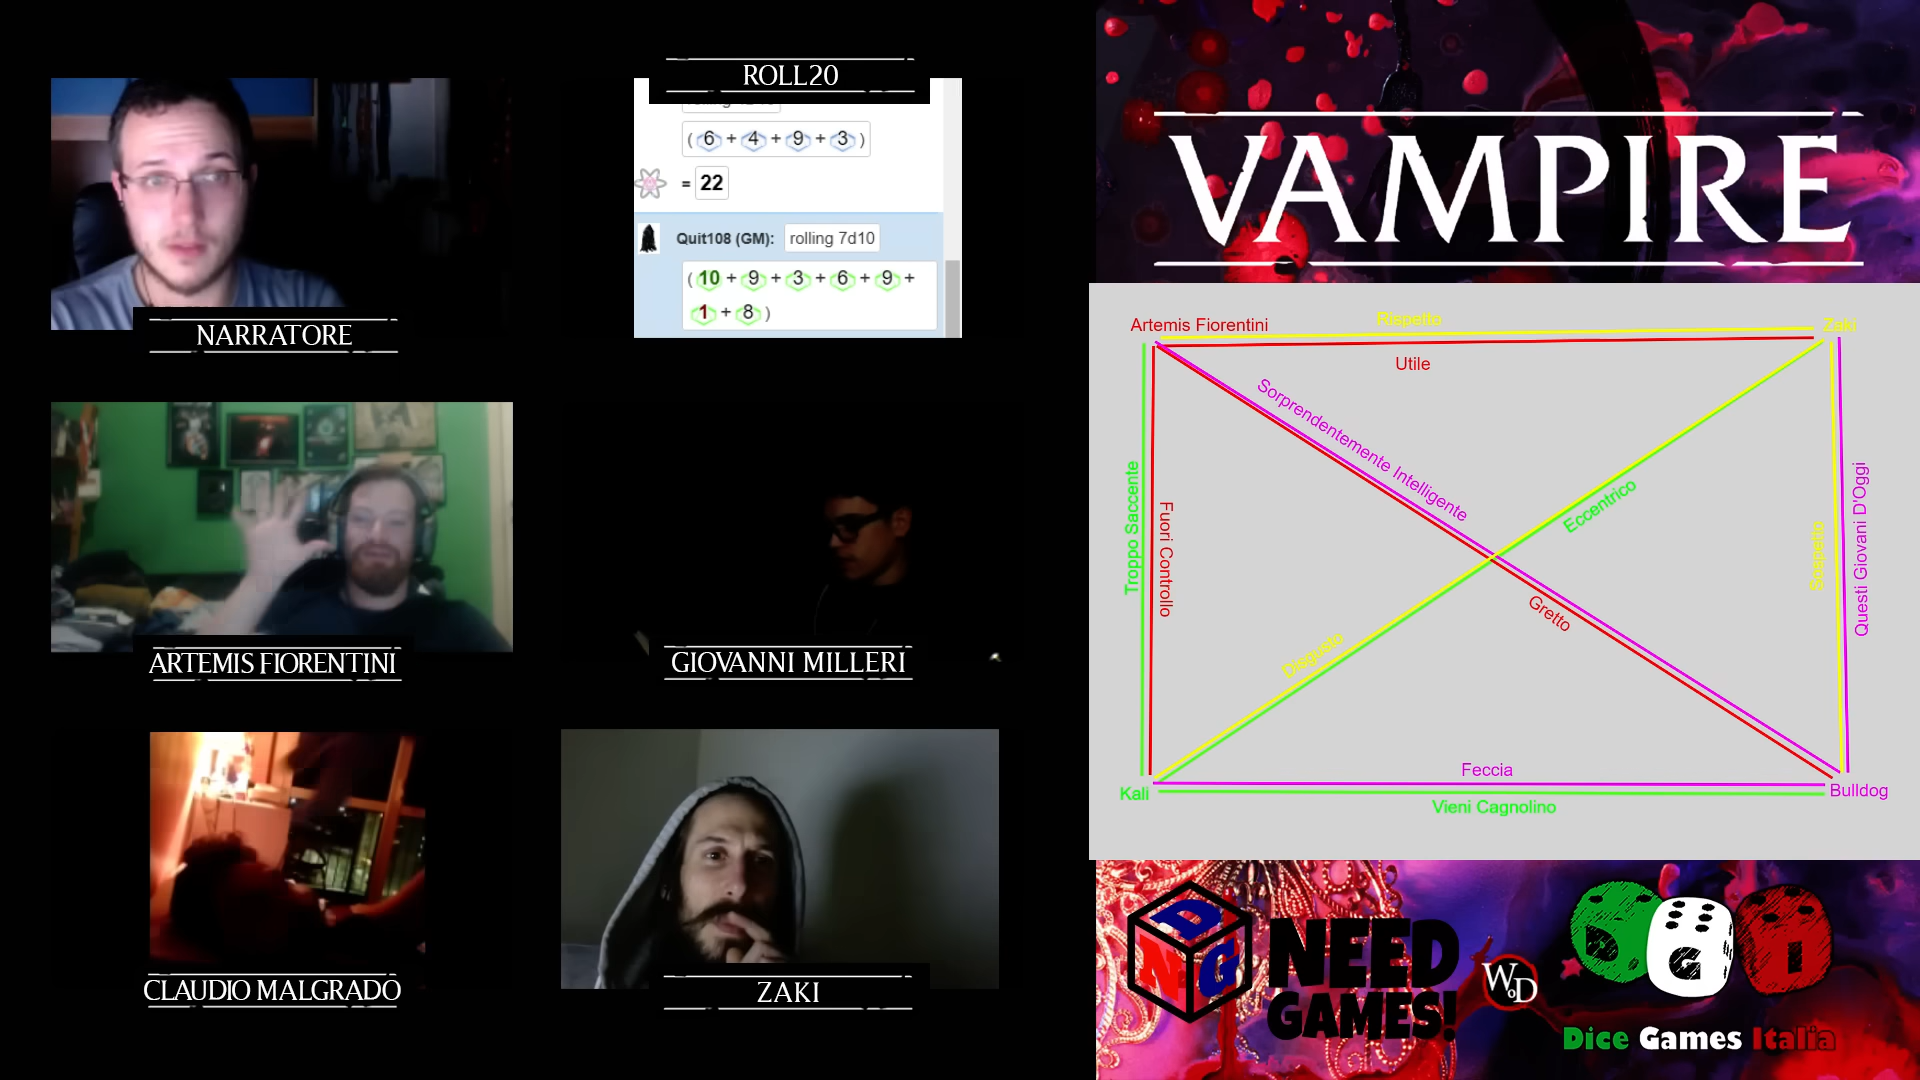 ROLL20
( 6 + 4 + 9 + 3 )
= 22
Quit108 (GM): rolling 7d10
( 10 + 9 + 3 + 6 + 9 +
1 + 8 )
NARRATORE
ARTEMIS FIORENTINI
GIOVANNI MILLERI
CLAUDIO MALGRADO
ZAKI
VAMPIRE
Artemis Fiorentini
Rispetto
Zaki
Utile
Sorprendentemente Intelligente
Troppo Saccente
Fuori Controllo
Eccentrico
Sospetto
Questi Giovani D'Oggi
Gretto
Disgusto
Feccia
Kali
Bulldog
Vieni Cagnolino
D
N G
NEED
GAMES!
WoD
D G I
Dice Games Italia